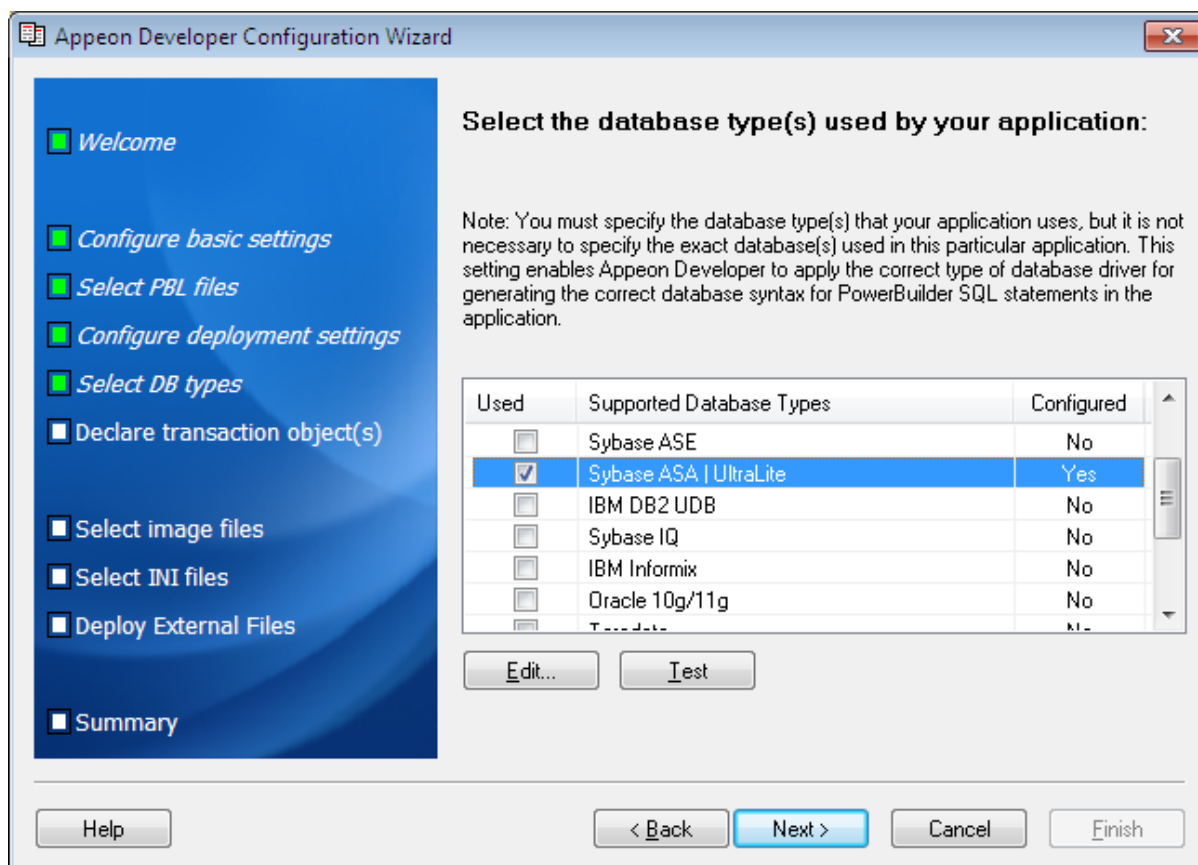 Appeon Developer Configuration Wizard
Welcome
Configure basic settings
Select PBL files
Configure deployment settings
Select DB types
Declare transaction object(s)
Select image files
Select INI files
Deploy External Files
Summary
Select the database type(s) used by your application:
Note: You must specify the database type(s) that your application uses, but it is not
necessary to specify the exact database(s) used in this particular application. This
setting enables Appeon Developer to apply the correct type of database driver for
generating the correct database syntax for PowerBuilder SQL statements in the
application.
Used Supported Database Types Configured
Sybase ASE No
Sybase ASA | UltraLite Yes
IBM DB2 UDB No
Sybase IQ No
IBM Informix No
Oracle 10g/11g No
Edit... Test
Help < Back Next > Cancel Finish